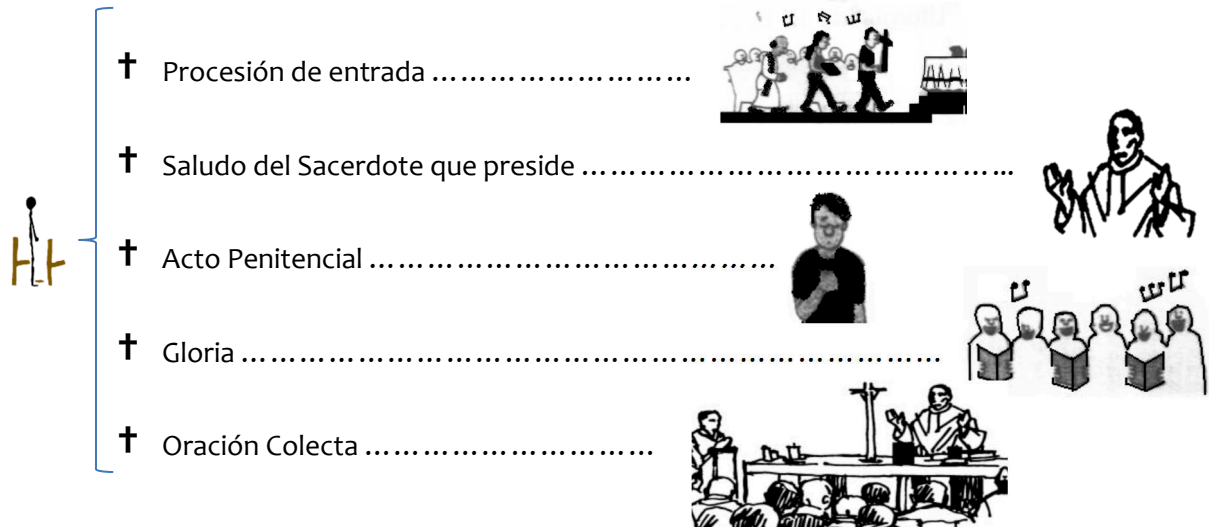 ✝ Procesión de entrada ………………………
✝ Saludo del Sacerdote que preside ……………………………………...
✝ Acto Penitencial ……………………………………
✝ Gloria ………………………………………………………………
✝ Oración Colecta …………………………